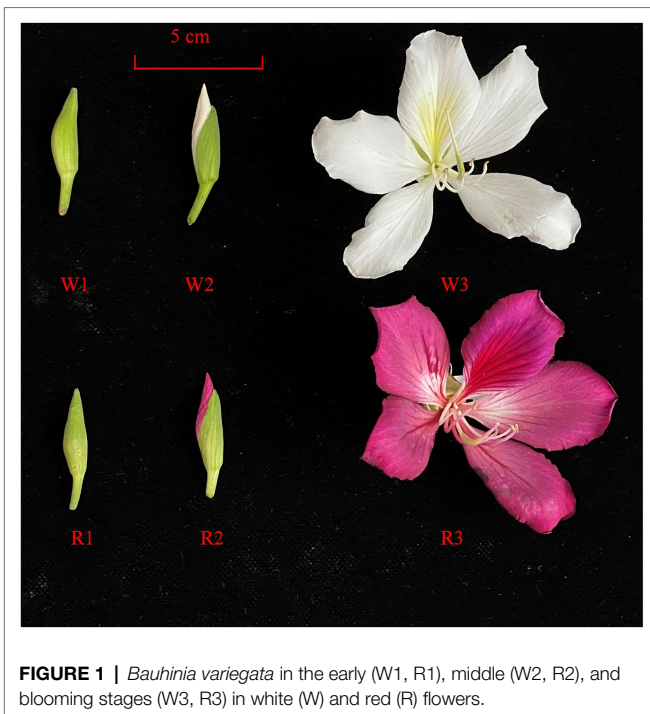 5 cm
W1
W2
W3
R1
R2
R3
FIGURE 1 | Bauhinia variegata in the early (W1, R1), middle (W2, R2), and
blooming stages (W3, R3) in white (W) and red (R) flowers.